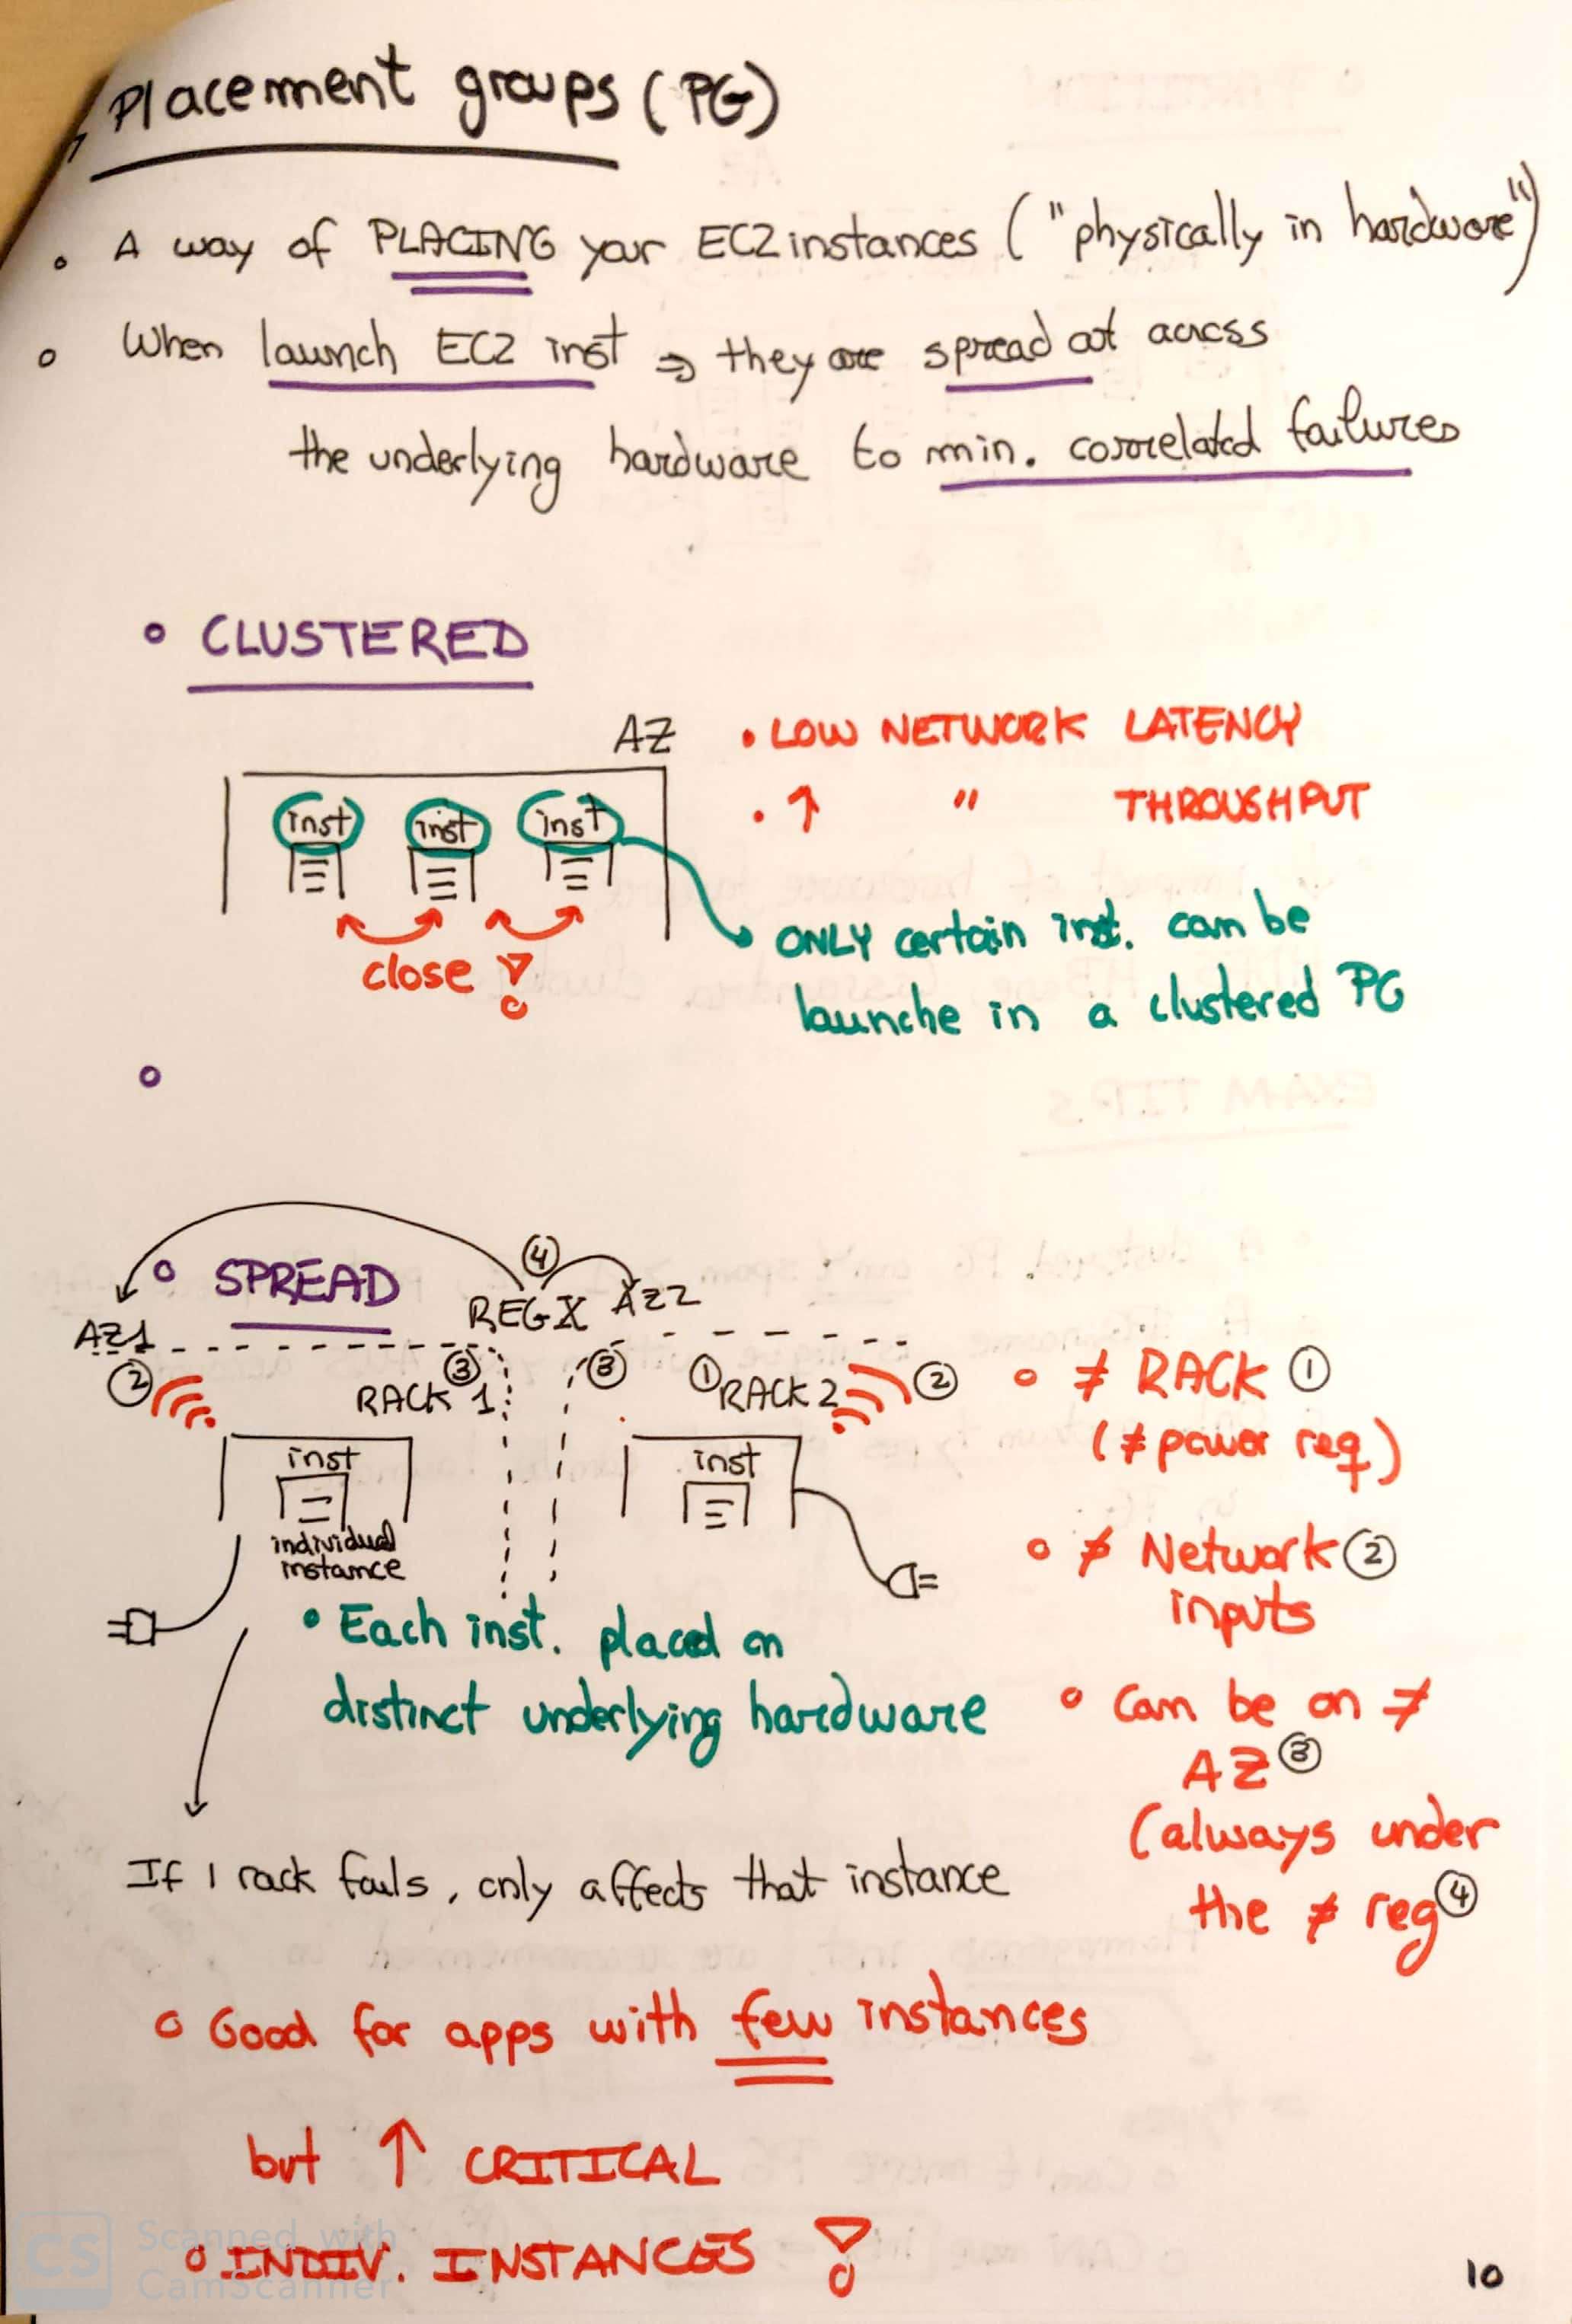 Placement groups (PG)
• A way of PLACING your EC2 instances ("physically in hardware")
• When launch EC2 inst ⇒ they are spread out across
the underlying hardware to min. correlated failures
• CLUSTERED
AZ
inst inst inst
close !
• LOW NETWORK LATENCY
• ↑ " THROUGHPUT
ONLY certain inst. can be
launche in a clustered PG
•
• SPREAD
④
REG X
AZ1
AZ2
② RACK 1 ③
③ ① RACK 2 ②
inst
individual
instance
inst
• ≠ RACK ①
(≠ power req)
• ≠ Network ②
inputs
• Can be on ≠
AZ ③
(always under
the ≠ reg ④
• Each inst. placed on
distinct underlying hardware
If 1 rack fails, only affects that instance
• Good for apps with few instances
but ↑ CRITICAL
• INDIV. INSTANCES !
CS Scanned with
CamScanner
10